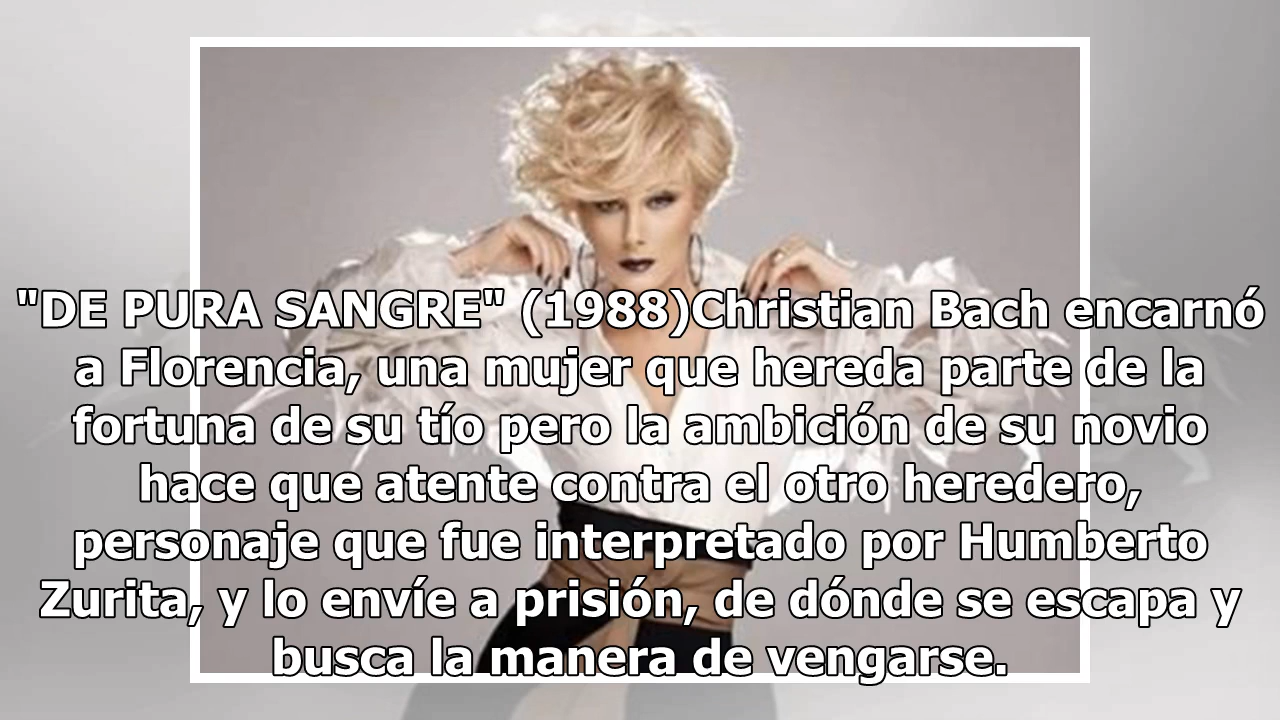 "DE PURA SANGRE" (1988)Christian Bach encarnó
a Florencia, una mujer que hereda parte de la
fortuna de su tío pero la ambición de su novio
hace que atente contra el otro heredero,
personaje que fue interpretado por Humberto
Zurita, y lo envíe a prisión, de dónde se escapa y
busca la manera de vengarse.